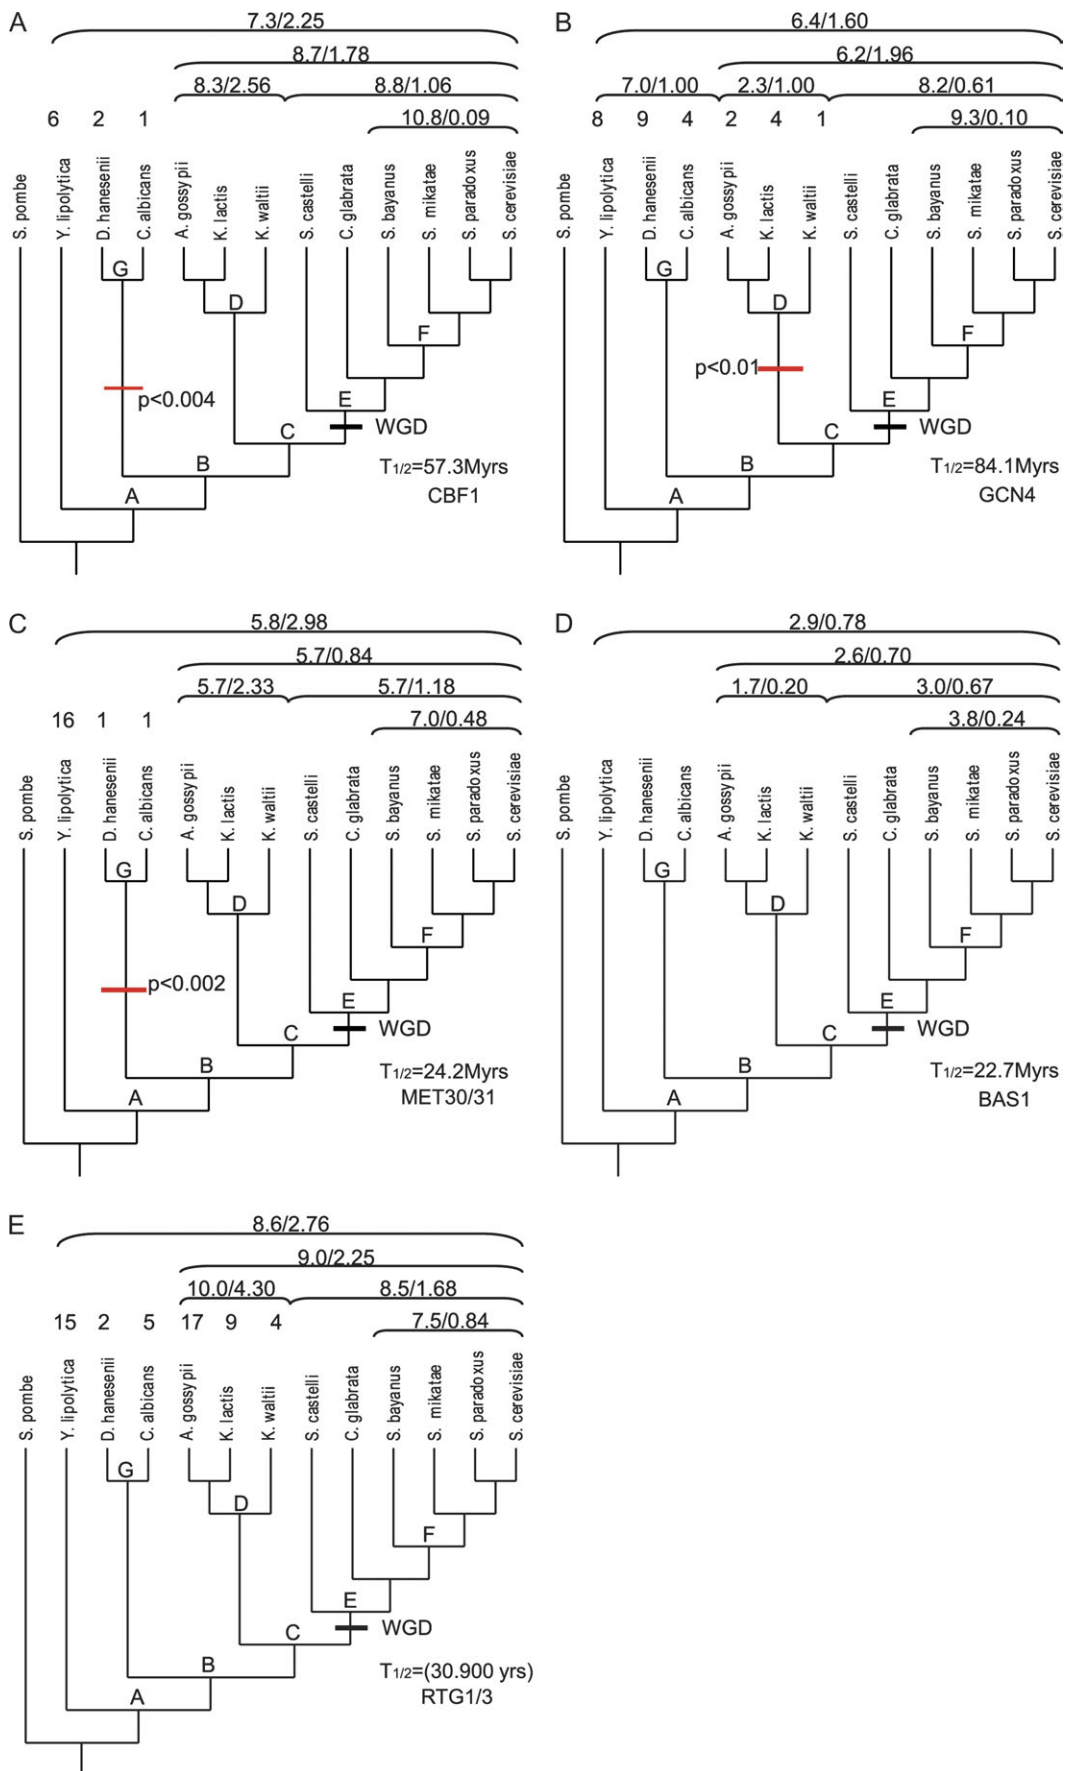 A
7.3/2.25
8.7/1.78
8.3/2.56 8.8/1.06
6 2 1 10.8/0.09
S. pombe
Y. lipolytica
D. hanesenii
C. albicans
A. gossypii
K. lactis
K. waltii
S. castelli
C. glabrata
S. bayanus
S. mikatae
S. paradoxus
S. cerevisiae
G
D
F
p<0.004
E
WGD
C
B
T1/2=57.3Myrs
A
CBF1
B
6.4/1.60
6.2/1.96
7.0/1.00 2.3/1.00 8.2/0.61
8 9 4 2 4 1 9.3/0.10
S. pombe
Y. lipolytica
D. hanesenii
C. albicans
A. gossypii
K. lactis
K. waltii
S. castelli
C. glabrata
S. bayanus
S. mikatae
S. paradoxus
S. cerevisiae
G
D
F
p<0.01
E
WGD
C
B
T1/2=84.1Myrs
A
GCN4
C
5.8/2.98
5.7/0.84
5.7/2.33 5.7/1.18
16 1 1 7.0/0.48
S. pombe
Y. lipolytica
D. hanesenii
C. albicans
A. gossypii
K. lactis
K. waltii
S. castelli
C. glabrata
S. bayanus
S. mikatae
S. paradoxus
S. cerevisiae
G
D
F
p<0.002
E
WGD
C
B
T1/2=24.2Myrs
A
MET30/31
D
2.9/0.78
2.6/0.70
1.7/0.20 3.0/0.67
3.8/0.24
S. pombe
Y. lipolytica
D. hanesenii
C. albicans
A. gossypii
K. lactis
K. waltii
S. castelli
C. glabrata
S. bayanus
S. mikatae
S. paradoxus
S. cerevisiae
G
D
F
E
WGD
C
B
T1/2=22.7Myrs
A
BAS1
E
8.6/2.76
9.0/2.25
10.0/4.30 8.5/1.68
15 2 5 17 9 4 7.5/0.84
S. pombe
Y. lipolytica
D. hanesenii
C. albicans
A. gossypii
K. lactis
K. waltii
S. castelli
C. glabrata
S. bayanus
S. mikatae
S. paradoxus
S. cerevisiae
G
D
F
E
WGD
C
B
T1/2=(30.900 yrs)
A
RTG1/3